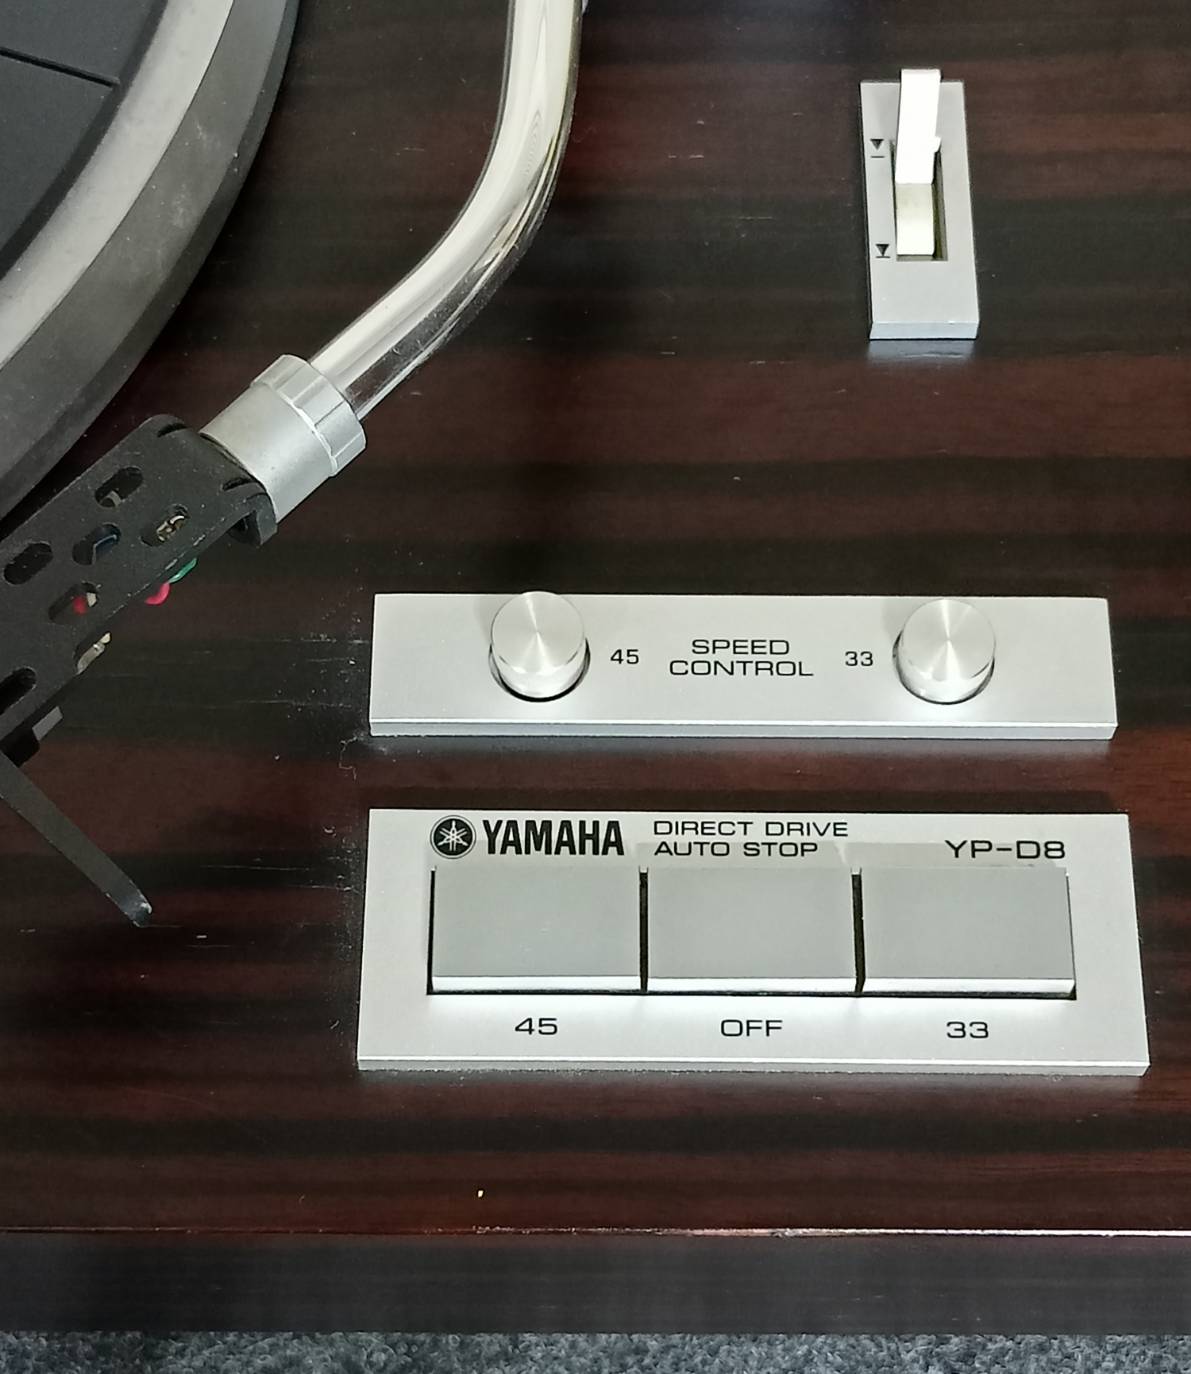 45 SPEED CONTROL 33
YAMAHA DIRECT DRIVE AUTO STOP YP-D8
45 OFF 33